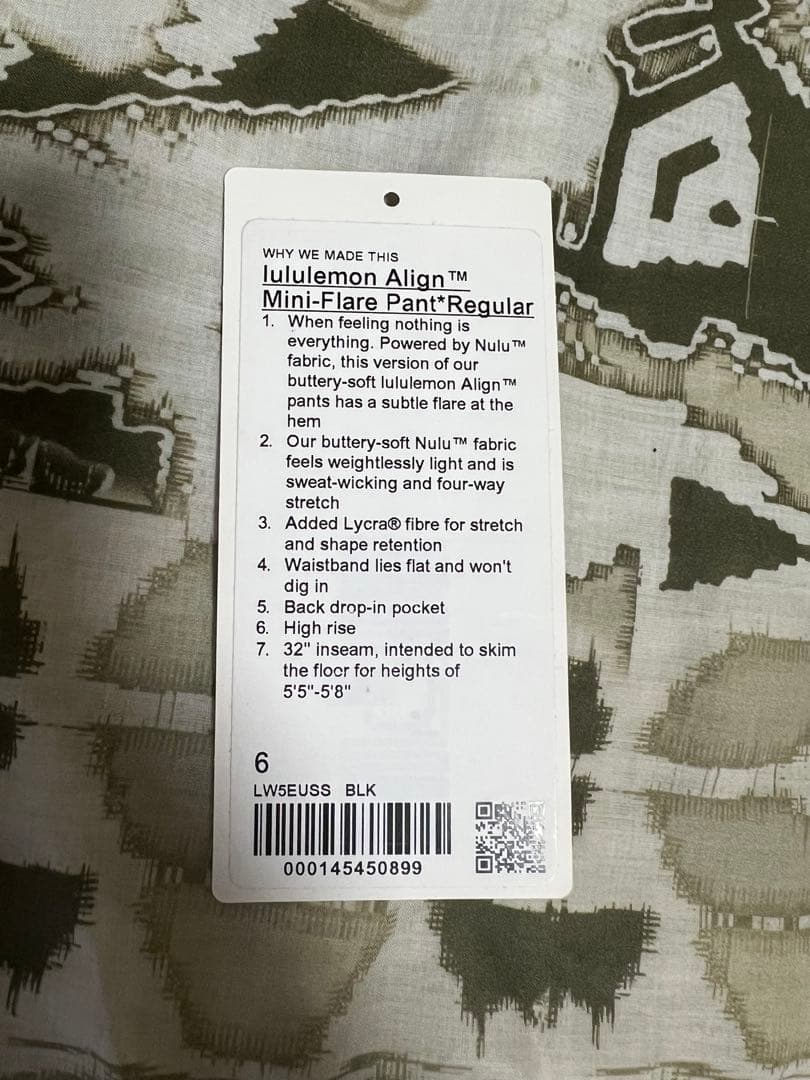 WHY WE MADE THIS
lululemon Align™
Mini-Flare Pant*Regular
1. When feeling nothing is
everything. Powered by Nulu™
fabric, this version of our
buttery-soft lululemon Align™
pants has a subtle flare at the
hem
2. Our buttery-soft Nulu™ fabric
feels weightlessly light and is
sweat-wicking and four-way
stretch
3. Added Lycra® fibre for stretch
and shape retention
4. Waistband lies flat and won't
dig in
5. Back drop-in pocket
6. High rise
7. 32" inseam, intended to skim
the floor for heights of
5'5"-5'8"
6
LW5EUSS BLK
000145450899